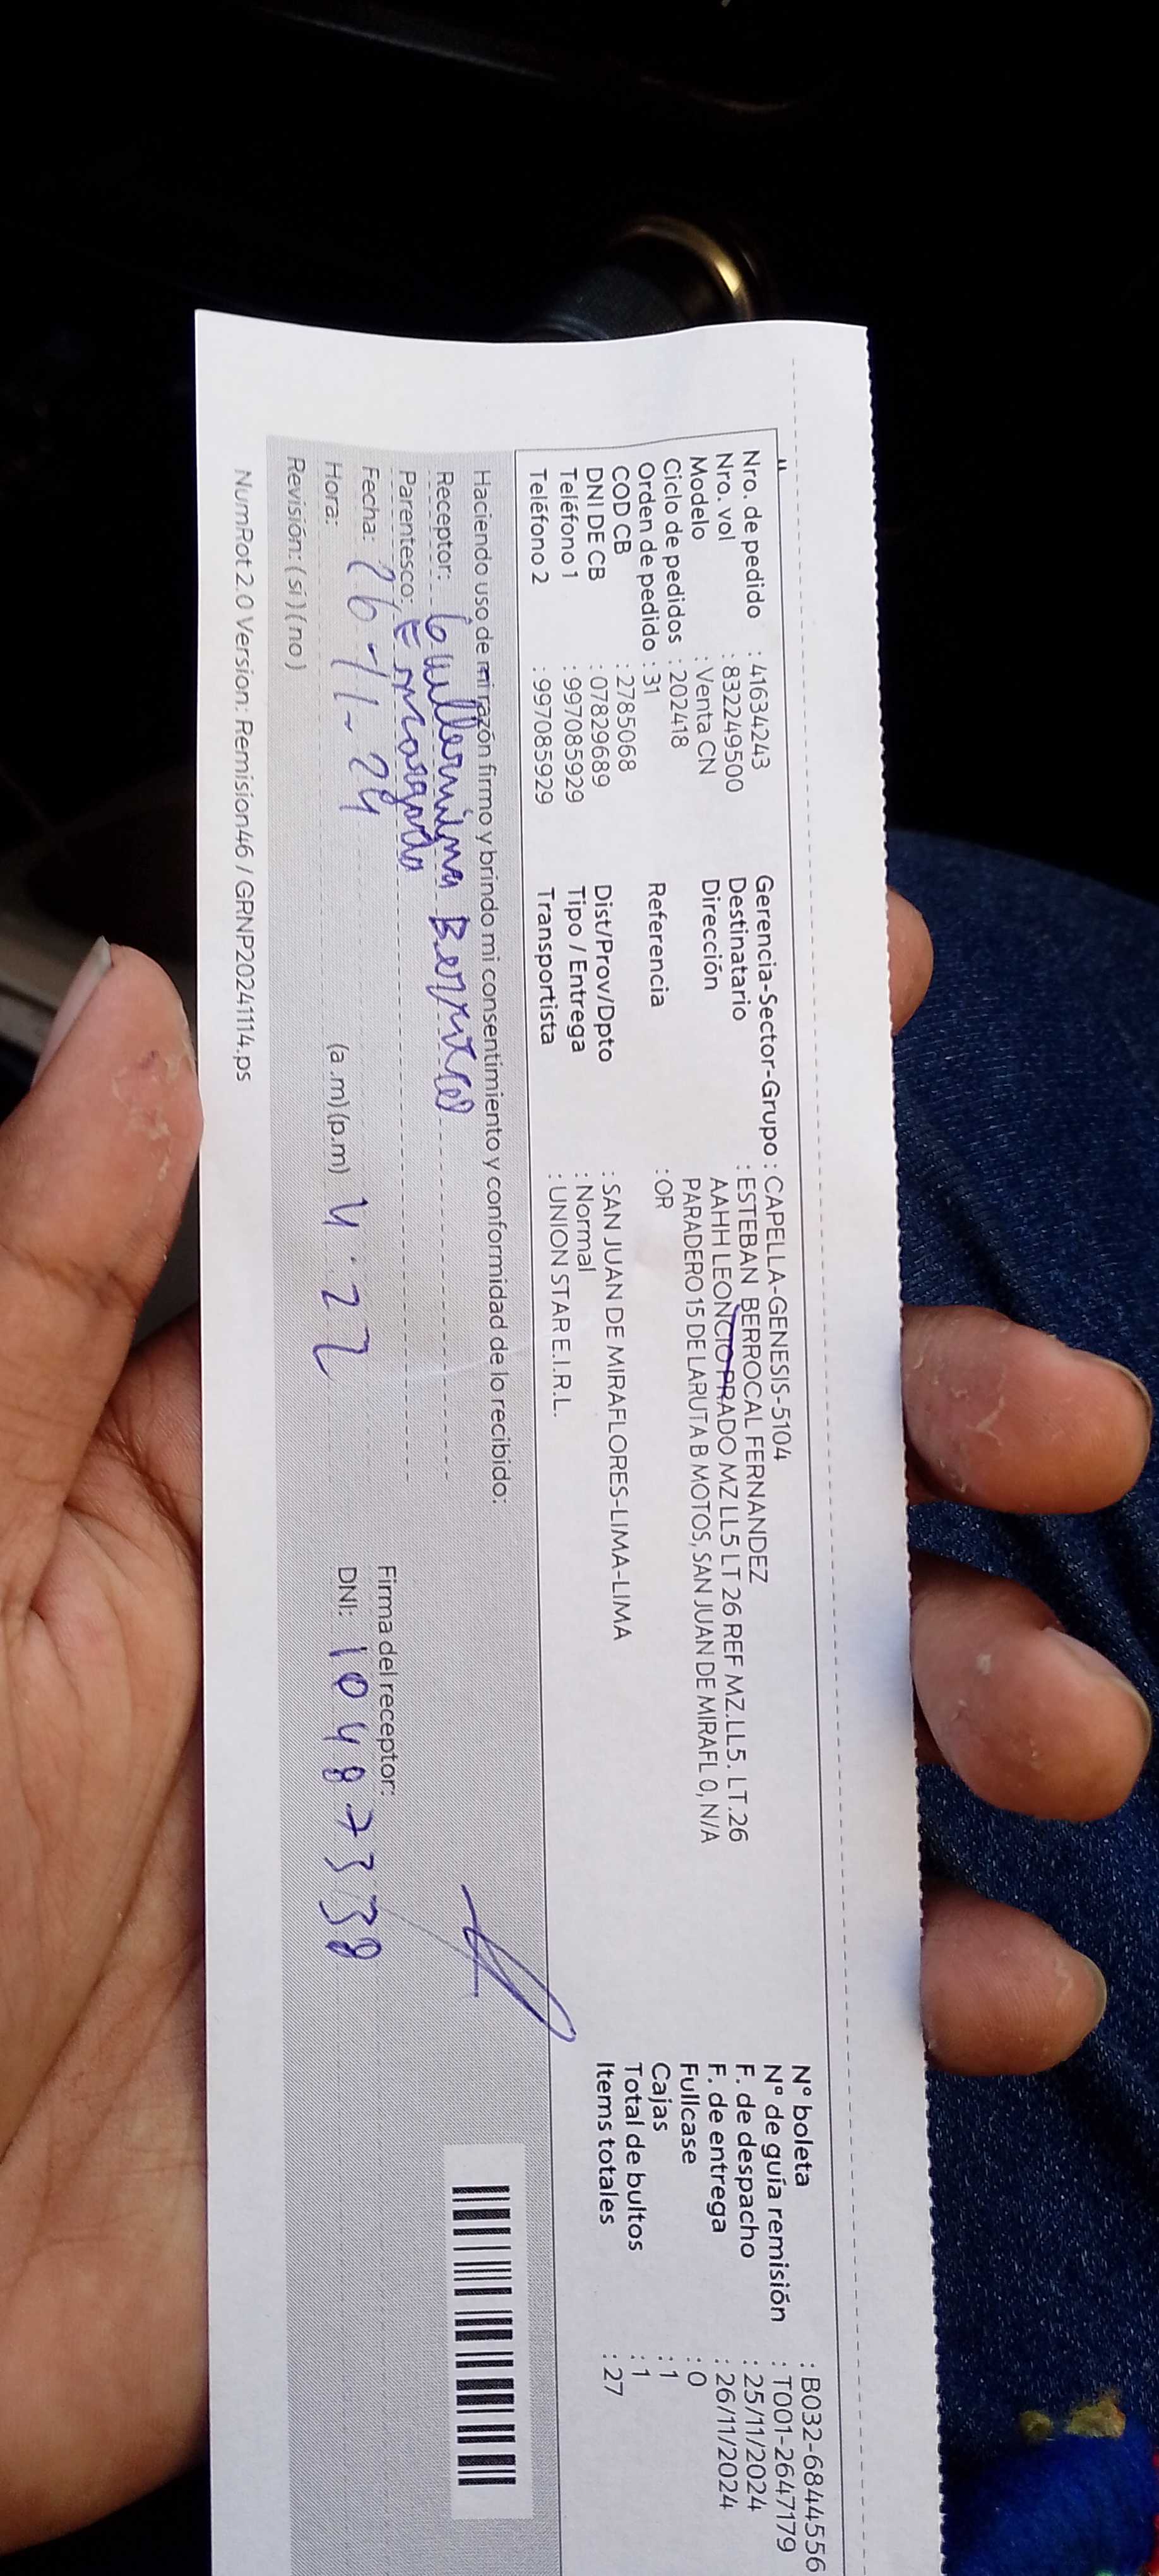 Nro. de pedido : 41634243
Nro. vol : 8322249500
Modelo : Venta CN
Ciclo de pedidos : 202418
Orden de pedido : 31
COD CB : 2785068
DNI DE CB : 07829689
Teléfono 1 : 997085929
Teléfono 2 : 997085929
Gerencia-Sector-Grupo : CAPELLA-GENESIS-5104
Destinatario : ESTEBAN BERROCAL FERNANDEZ
Dirección AAHH LEONCIO PRADO MZ LL5 LT 26 REF MZ.LL5. LT.26
PARADERO 15 DE LARUTA B MOTOS, SAN JUAN DE MIRAFL 0, N/A
Referencia : OR
Dist/Prov/Dpto : SAN JUAN DE MIRAFLORES-LIMA-LIMA
Tipo / Entrega : Normal
Transportista : UNION STAR E.I.R.L.
N° boleta : B032-6844556
N° de guía remisión : T001-2647179
F. de despacho : 25/11/2024
F. de entrega : 26/11/2024
Fullcase : 0
Cajas : 1
Total de bultos : 1
Items totales : 27
Haciendo uso de mi razón firmo y brindo mi consentimiento y conformidad de lo recibido:
Receptor: Guillermina
Parentesco: Encargada
Fecha: 26-11-24
Hora: (a.m)(p.m) 4:22
Revisión: (si)(no)
Firma del receptor:
DNI: 10487338
NumRot 2.0 Version: Remision46 / GRNP20241114.ps